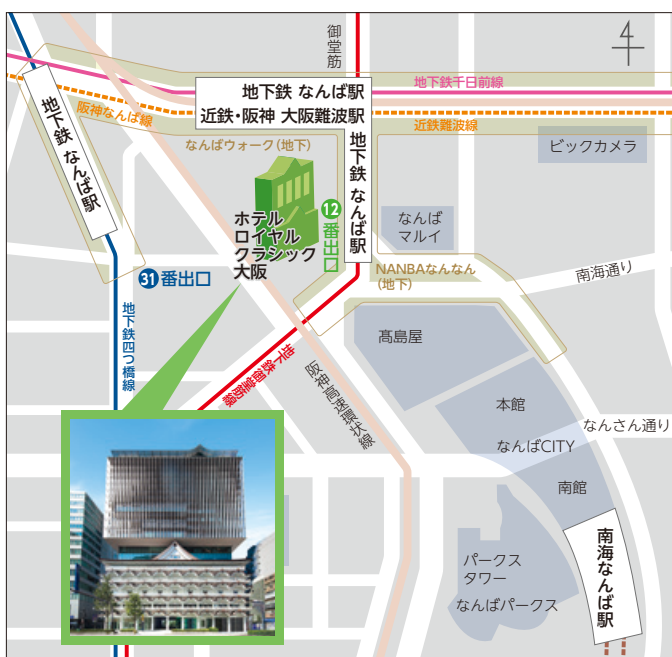 御堂筋
地下鉄千日前線
地下鉄 なんば駅
近鉄・阪神 大阪難波駅
近鉄難波線
阪神なんば線
地下鉄 なんば駅
なんばウォーク(地下)
地下鉄 なんば駅
ビックカメラ
ホテル
ロイヤル
クラシック
大阪
12番出口
なんば
マルイ
31番出口
NANBAなんなん
(地下)
南海通り
地下鉄四つ橋線
髙島屋
地下鉄御堂筋線
阪神高速環状線
本館
なんさん通り
なんばCITY
南館
南海なんば駅
パークス
タワー
なんばパークス